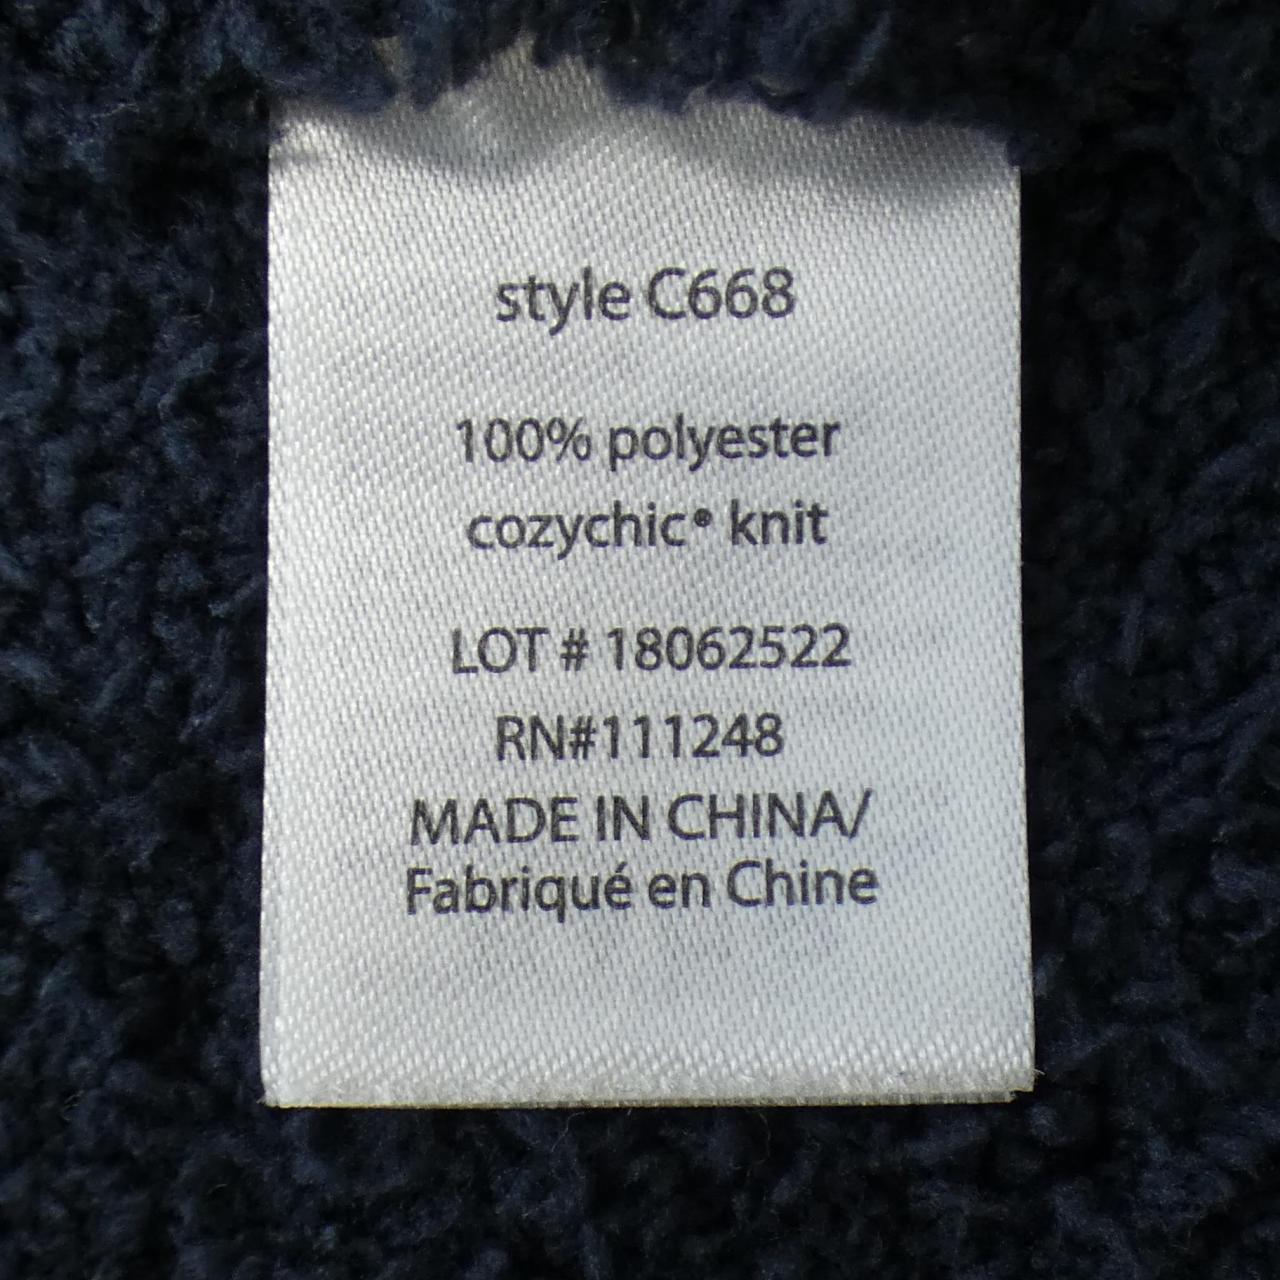 style C668
100% polyester
cozychic® knit
LOT # 18062522
RN#111248
MADE IN CHINA/
Fabriqué en Chine